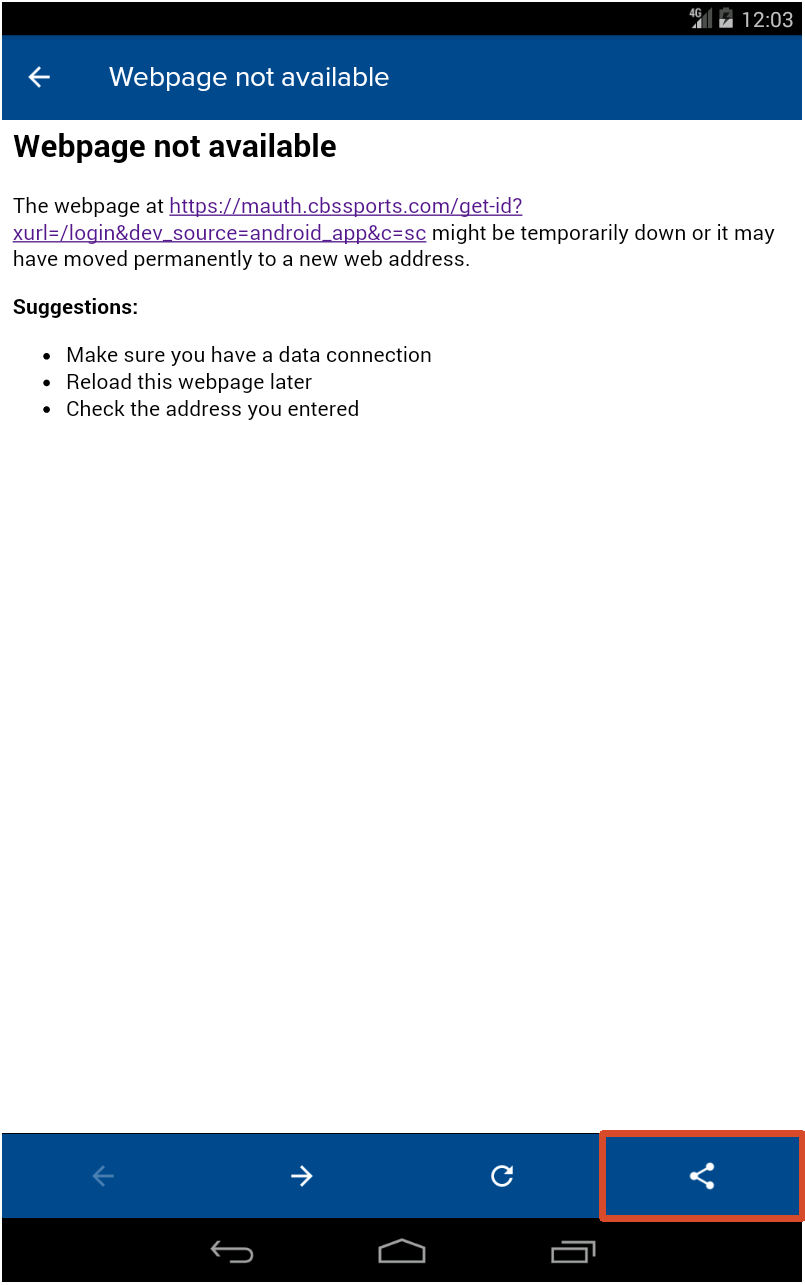 4G 12:03
Webpage not available
Webpage not available
The webpage at https://mauth.cbssports.com/get-id?
xurl=/login&dev_source=android_app&c=sc might be temporarily down or it may
have moved permanently to a new web address.
Suggestions:
• Make sure you have a data connection
• Reload this webpage later
• Check the address you entered